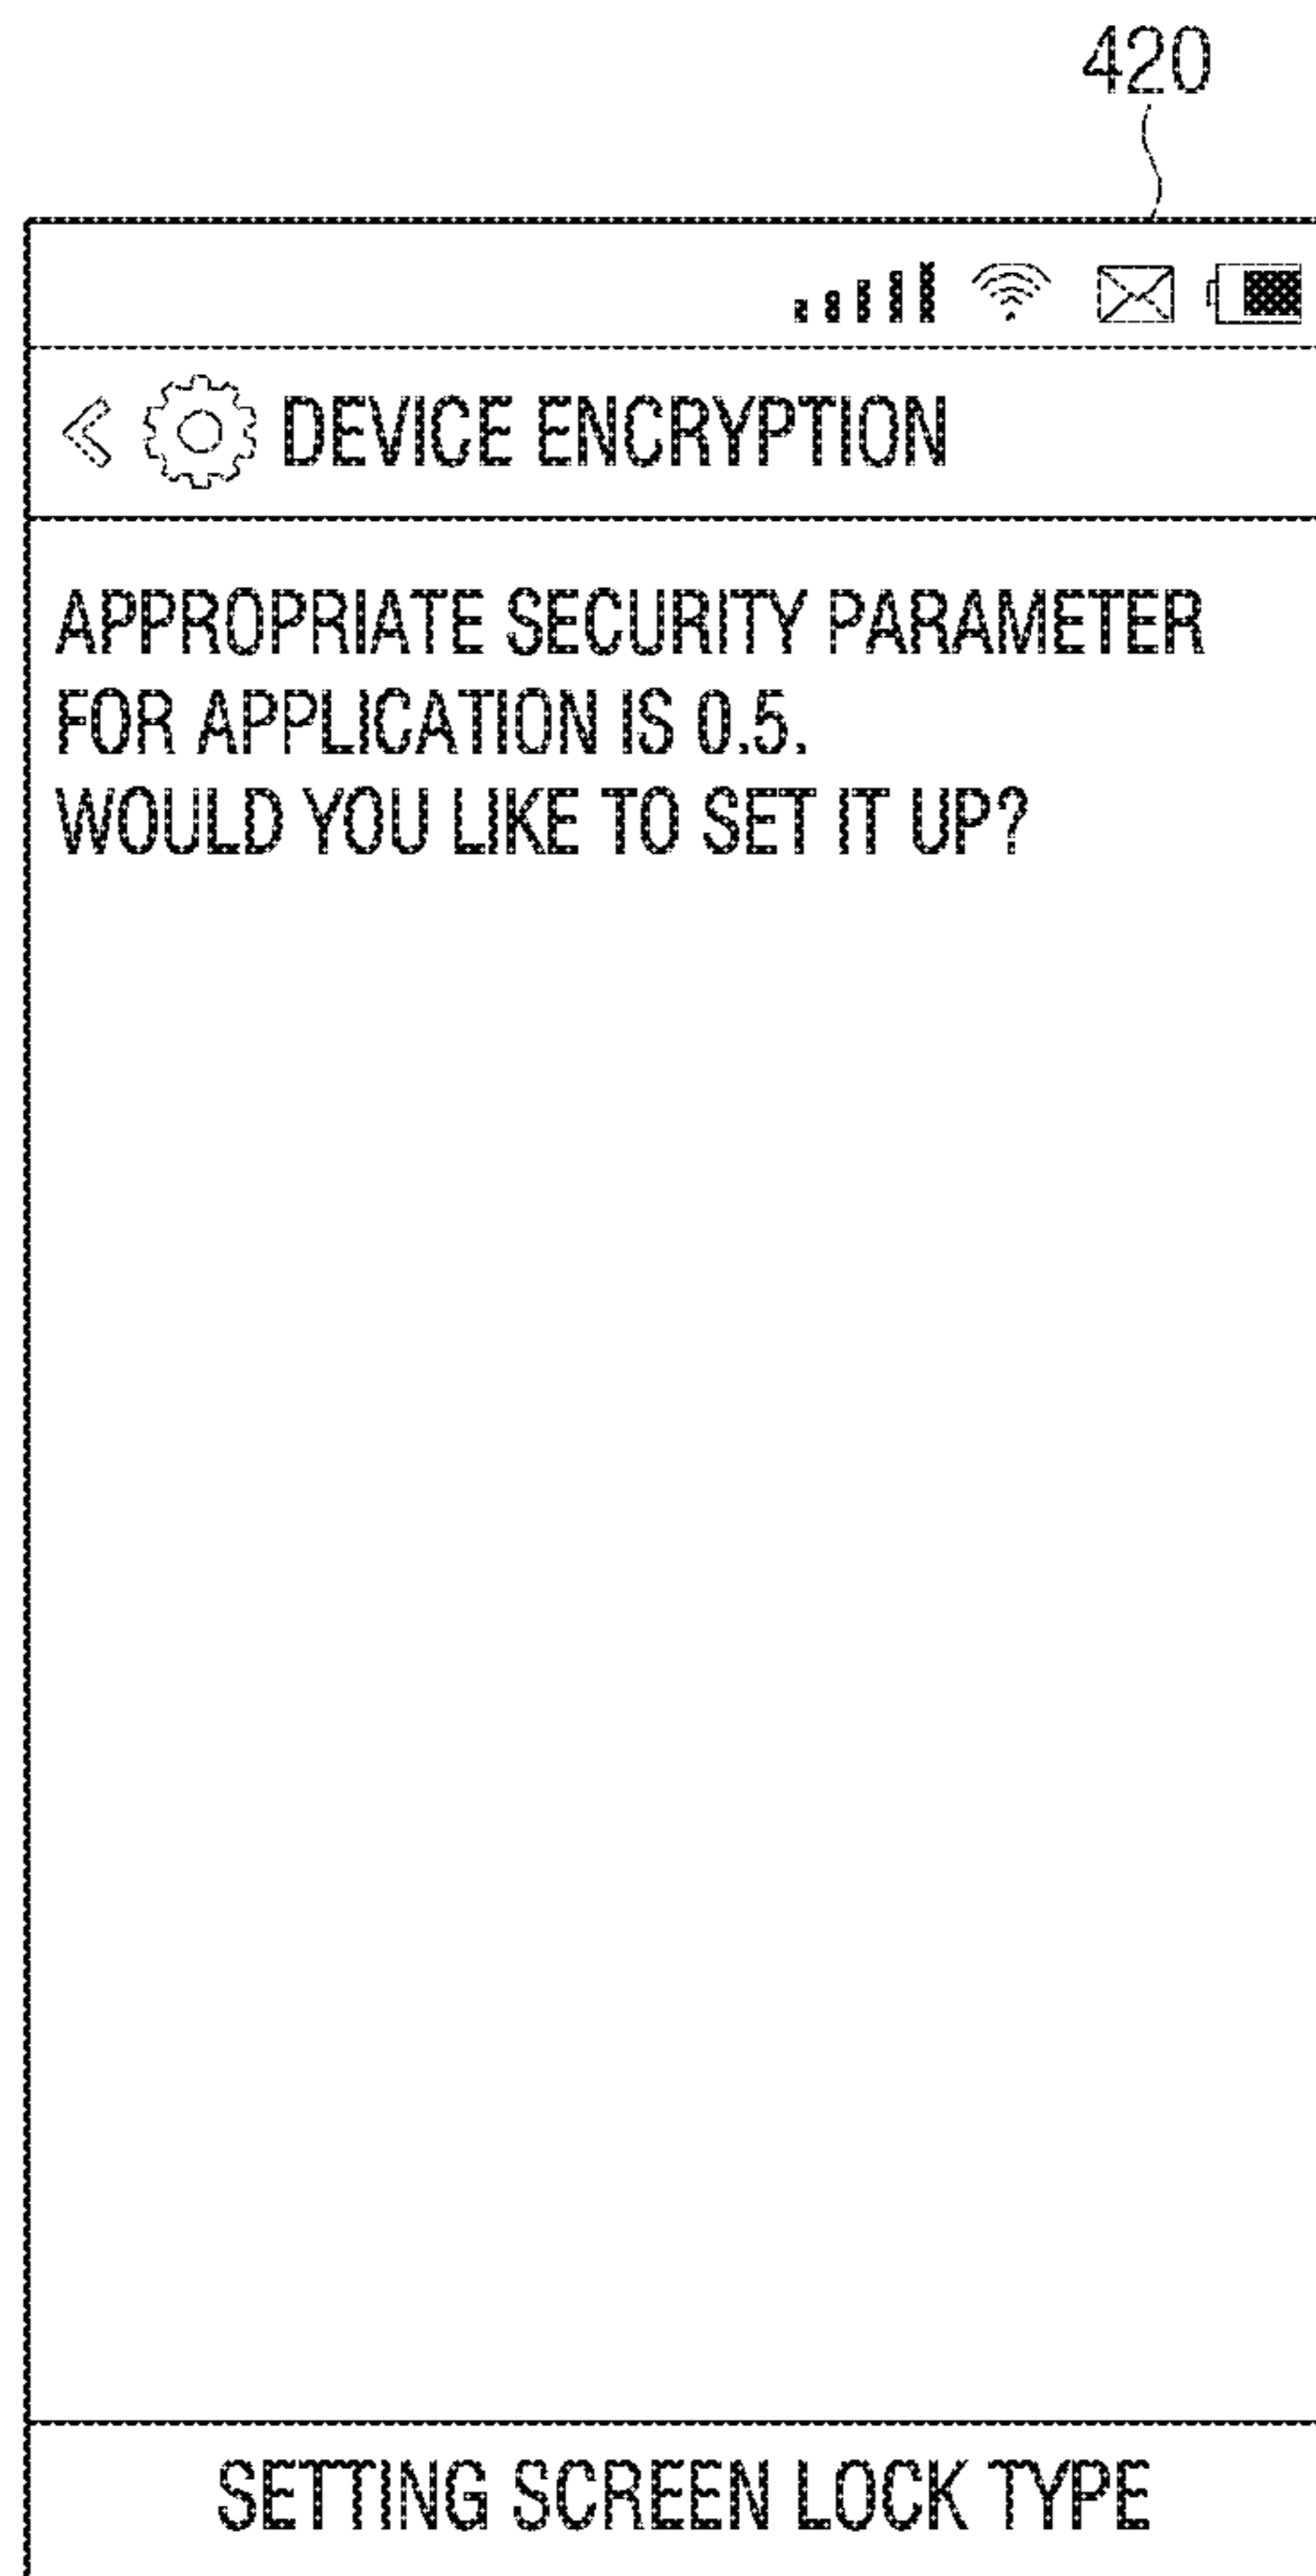 420
DEVICE ENCRYPTION
APPROPRIATE SECURITY PARAMETER
FOR APPLICATION IS 0.5.
WOULD YOU LIKE TO SET IT UP?
SETTING SCREEN LOCK TYPE